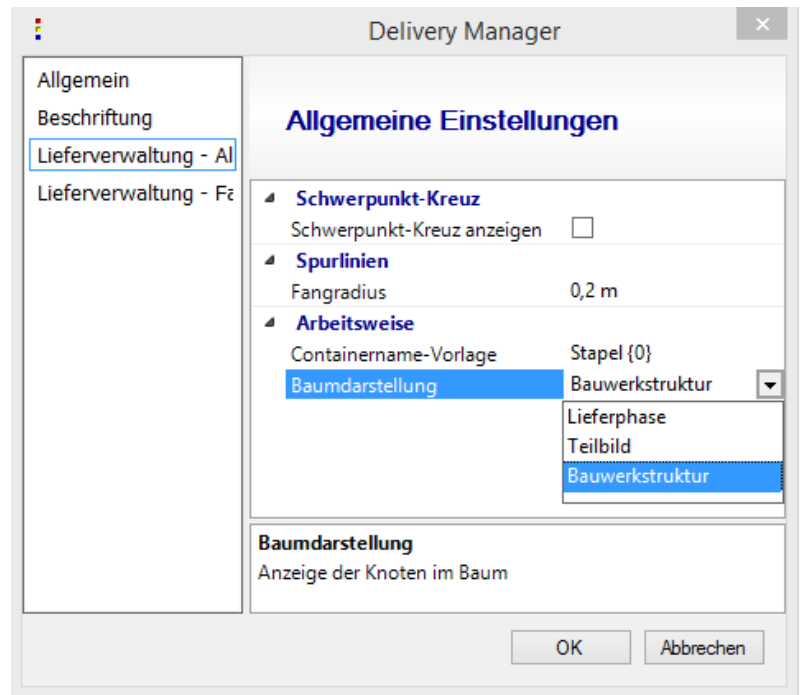 Delivery Manager
Allgemein
Beschriftung
Lieferverwaltung - Al
Lieferverwaltung - Fa
Allgemeine Einstellungen
Schwerpunkt-Kreuz
Schwerpunkt-Kreuz anzeigen
Spurlinien
Fangradius 0,2 m
Arbeitsweise
Containername-Vorlage Stapel {0}
Baumdarstellung Bauwerkstruktur
Lieferphase
Teilbild
Bauwerkstruktur
Baumdarstellung
Anzeige der Knoten im Baum
OK Abbrechen